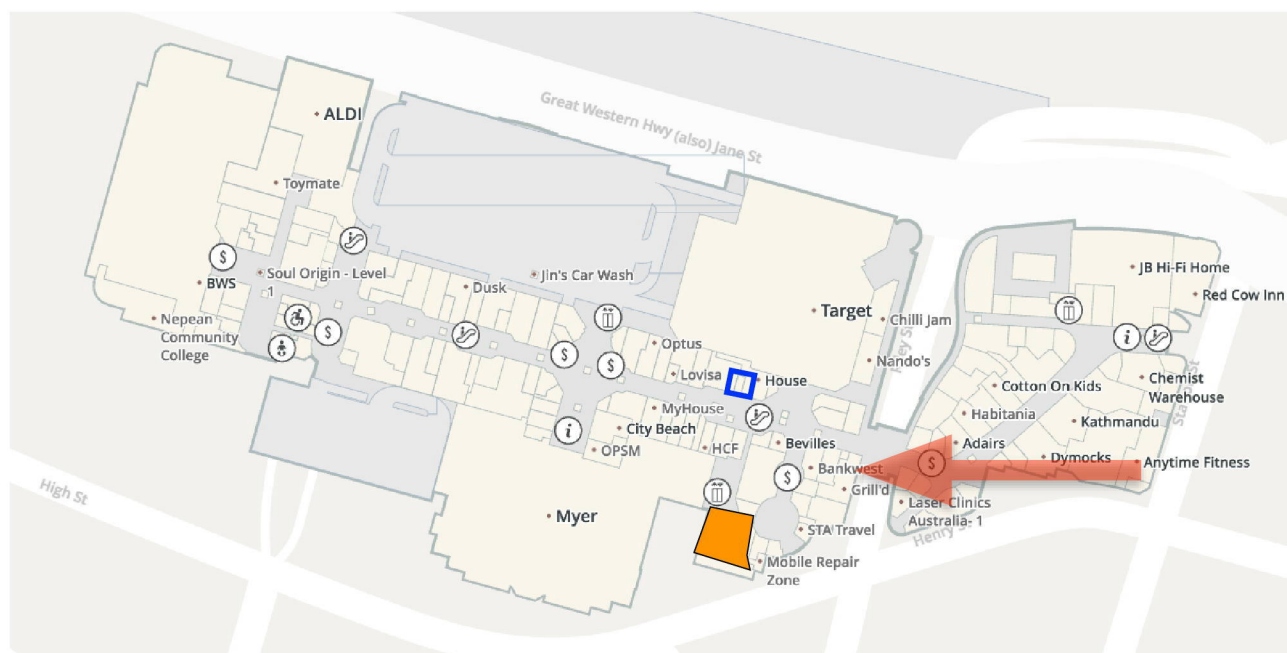 Great Western Hwy (also) Jane St
ALDI
Toymate
$
Soul Origin - Level
1
BWS
Nepean
Community
College
$
Dusk
Jin's Car Wash
$
$
Optus
Lovisa
House
Target
Chilli Jam
Nando's
MyHouse
City Beach
OPSM
HCF
Bevilles
$
Bankwest
Grill'd
STA Travel
Mobile Repair
Zone
Myer
i
High St
JB Hi-Fi Home
Red Cow Inn
i
Chemist
Warehouse
Cotton On Kids
Habitania
Kathmandu
Adairs
$
Dymocks
Anytime Fitness
Laser Clinics
Australia- 1